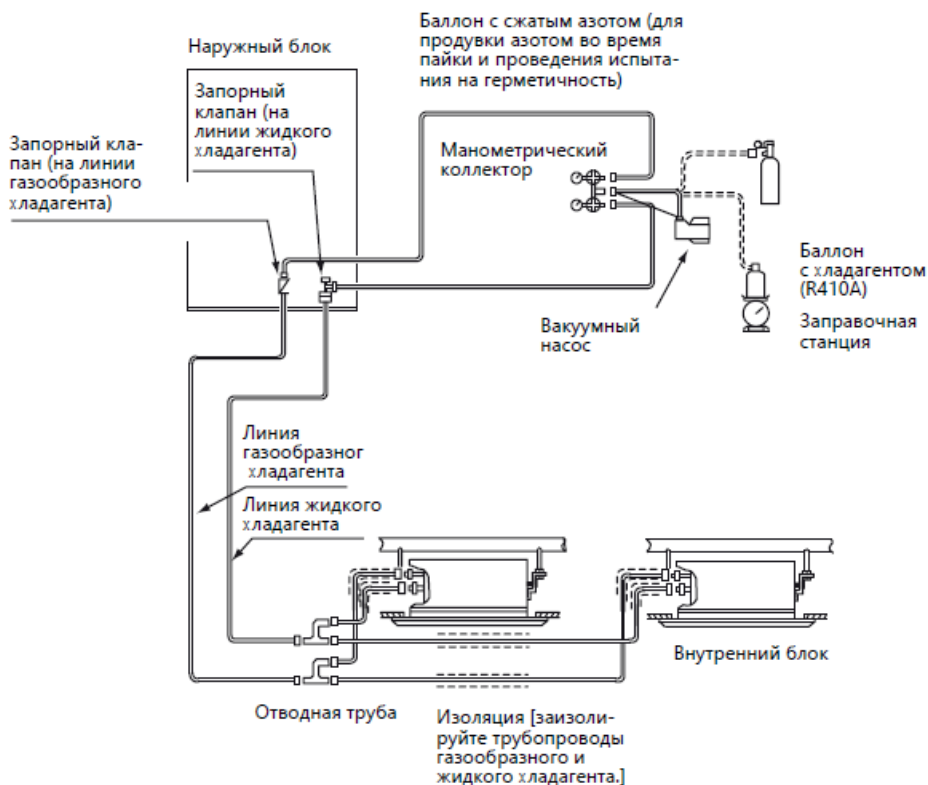 Баллон с сжатым азотом (для
продувки азотом во время
пайки и проведения испыта-
ния на герметичность)
Наружный блок
Запорный
клапан (на
линии жидкого
хладагента)
Запорный кла-
пан (на линии
газообразного
хладагента)
Манометрический
коллектор
Баллон
с хладагентом
(R410A)
Заправочная
станция
Вакуумный
насос
Линия
газообразног
хладагента
Линия жидкого
хладагента
Внутренний блок
Отводная труба
Изоляция [заизоли-
руйте трубопроводы
газообразного и
жидкого хладагента.]